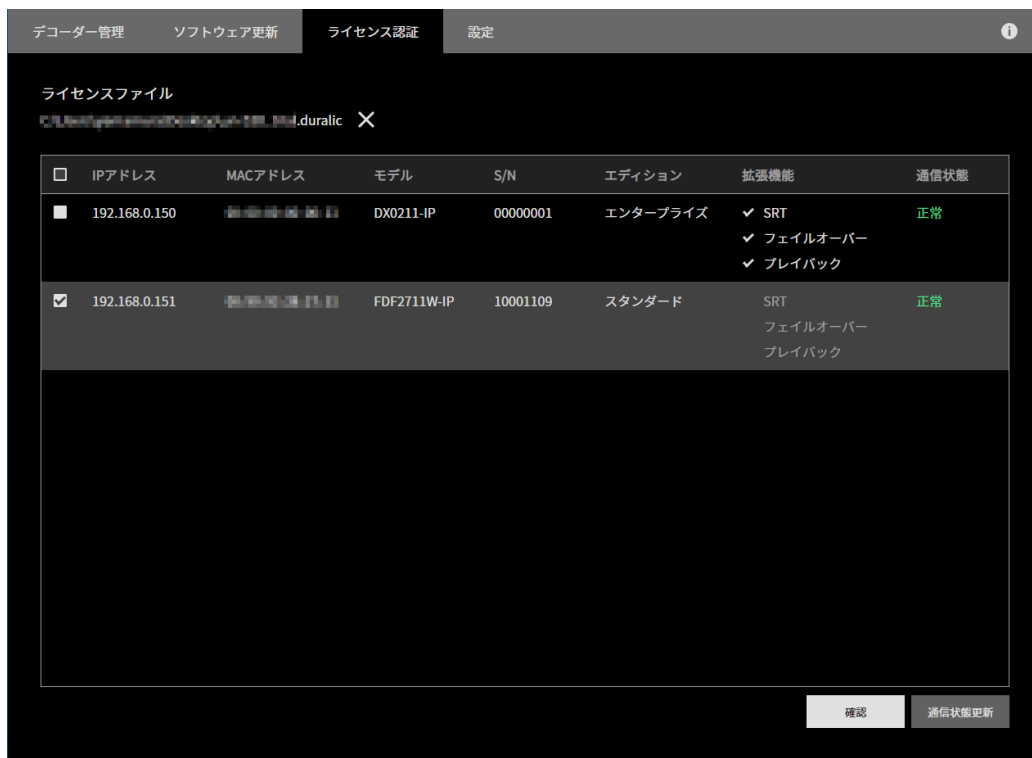 デコーダー管理 ソフトウェア更新 ライセンス認証 設定
ライセンスファイル
.duralic
IPアドレス MACアドレス モデル S/N エディション 拡張機能 通信状態
192.168.0.150 DX0211-IP 00000001 エンタープライズ SRT 正常
フェイルオーバー
プレイバック
192.168.0.151 FDF2711W-IP 10001109 スタンダード SRT 正常
フェイルオーバー
プレイバック
確認 通信状態更新